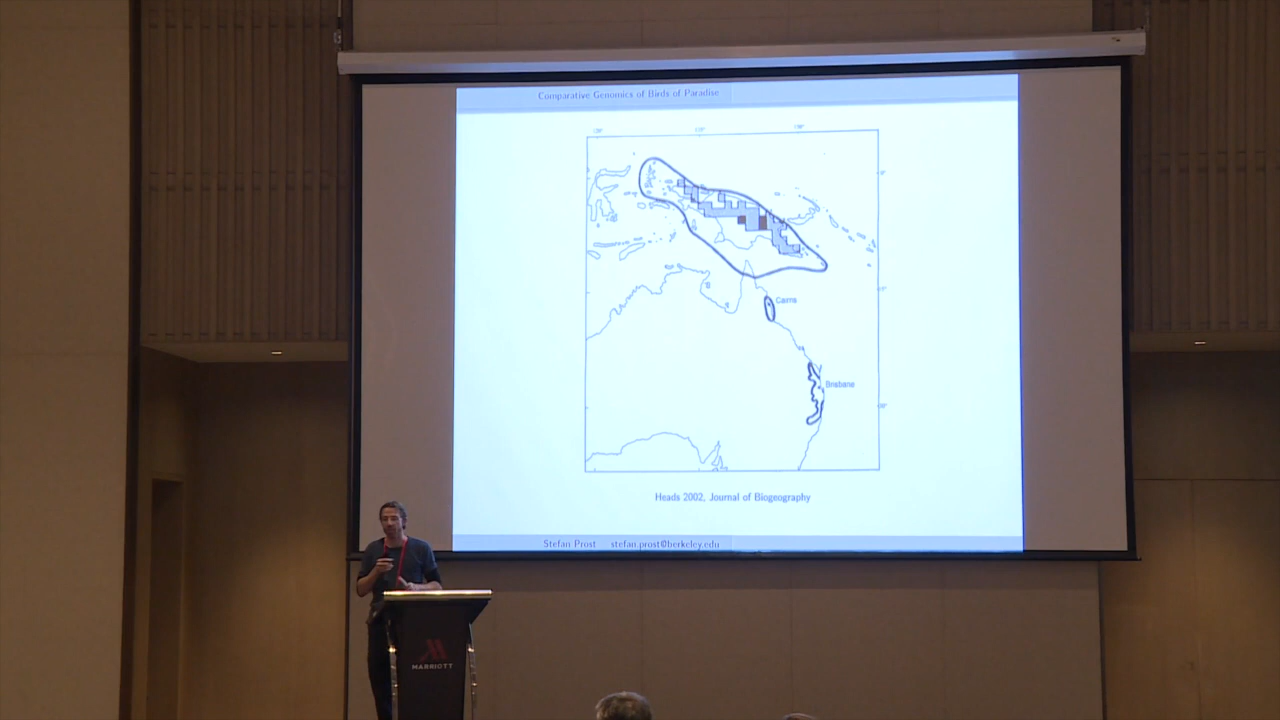 Comparative Genomics of Birds of Paradise
Cairns
Brisbane
Heads 2002, Journal of Biogeography
Stefan Prost stefan.prost@berkeley.edu
MARRIOTT